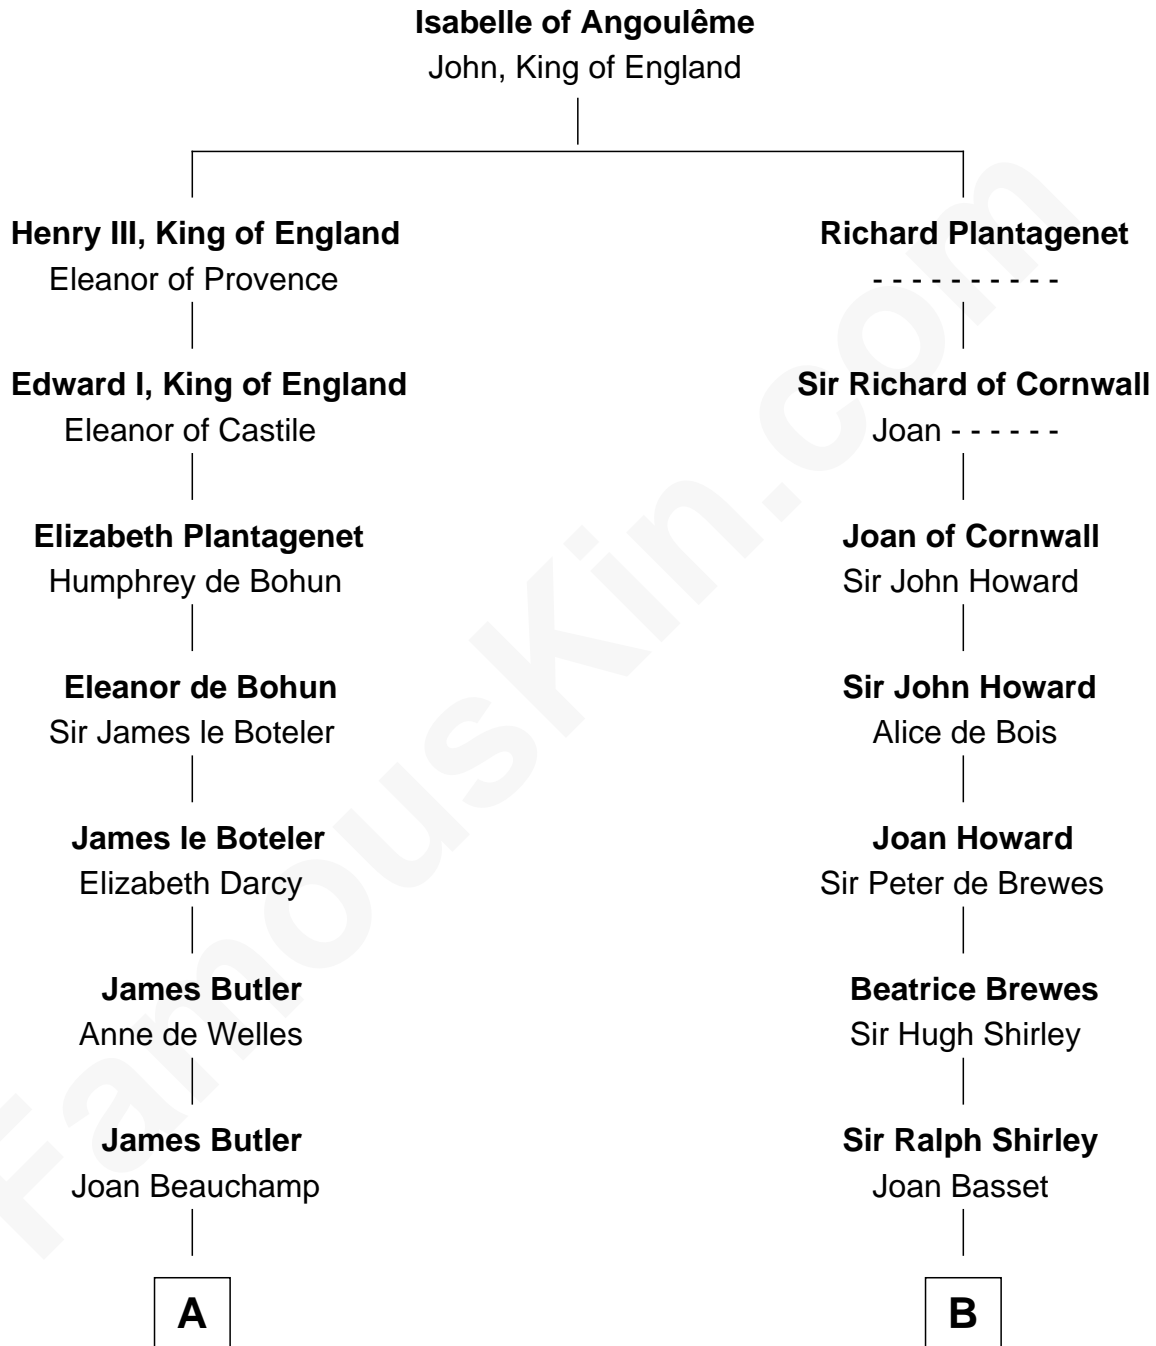 Isabelle of Angoulême
John, King of England
Henry III, King of England
Eleanor of Provence
Richard Plantagenet
- - - - - - - - - -
Edward I, King of England
Eleanor of Castile
Sir Richard of Cornwall
Joan - - - - - -
Elizabeth Plantagenet
Humphrey de Bohun
Joan of Cornwall
Sir John Howard
Eleanor de Bohun
Sir James le Boteler
Sir John Howard
Alice de Bois
James le Boteler
Elizabeth Darcy
Joan Howard
Sir Peter de Brewes
James Butler
Anne de Welles
Beatrice Brewes
Sir Hugh Shirley
James Butler
Joan Beauchamp
Sir Ralph Shirley
Joan Basset
A
B
FamousKin.com